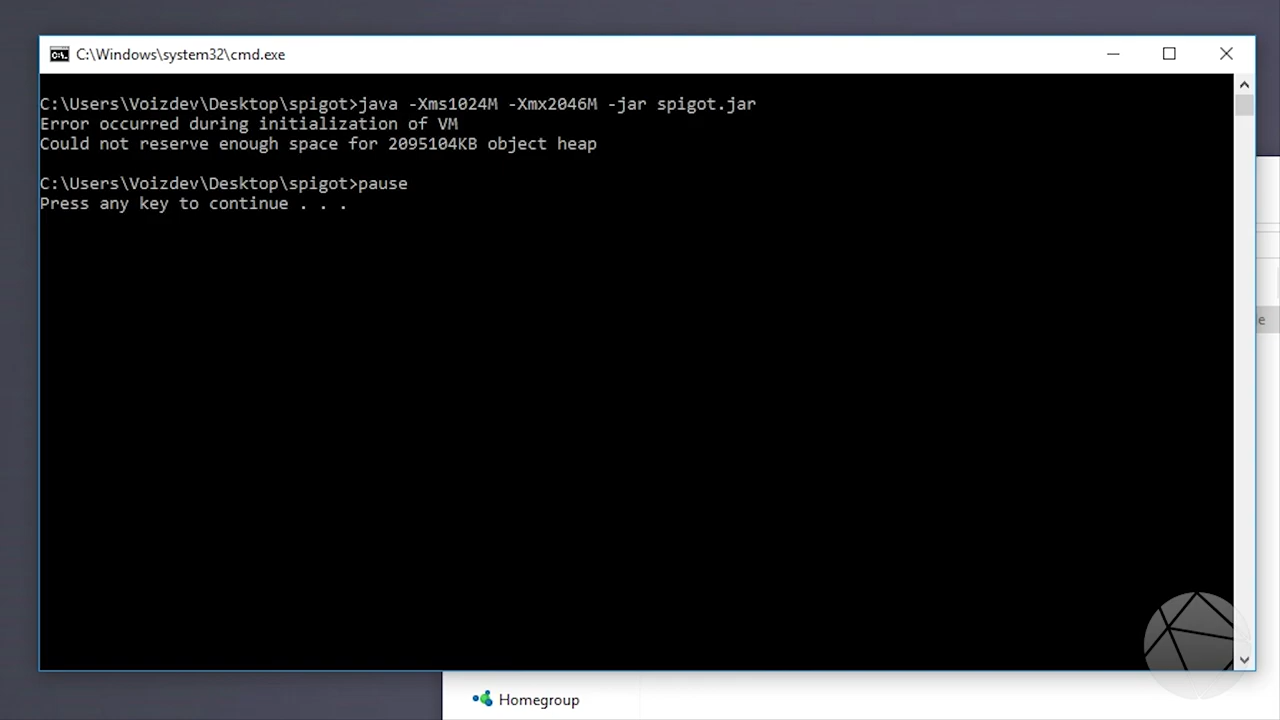 C:\Windows\system32\cmd.exe
C:\Users\Voizdev\Desktop\spigot>java -Xms1024M -Xmx2046M -jar spigot.jar
Error occurred during initialization of VM
Could not reserve enough space for 2095104KB object heap
C:\Users\Voizdev\Desktop\spigot>pause
Press any key to continue . . .
Homegroup